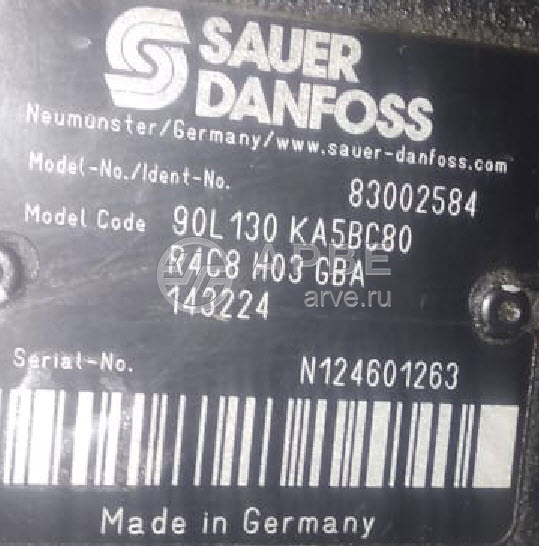 SAUER
DANFOSS
Neumünster/Germany/www.sauer-danfoss.com
Model-No./Ident-No. 83002584
Model Code 90L130 KA5BC80
R4C8 H03 GBA
143224
АРВЕ
arve.ru
Serial-No. N124601263
Made in Germany